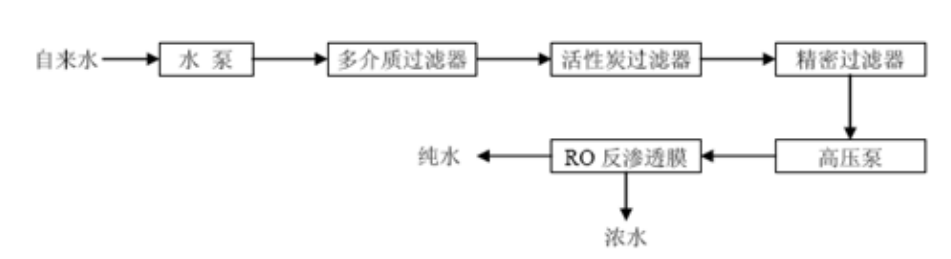 自来水
水 泵
多介质过滤器
活性炭过滤器
精密过滤器
纯水
RO 反渗透膜
高压泵
浓水